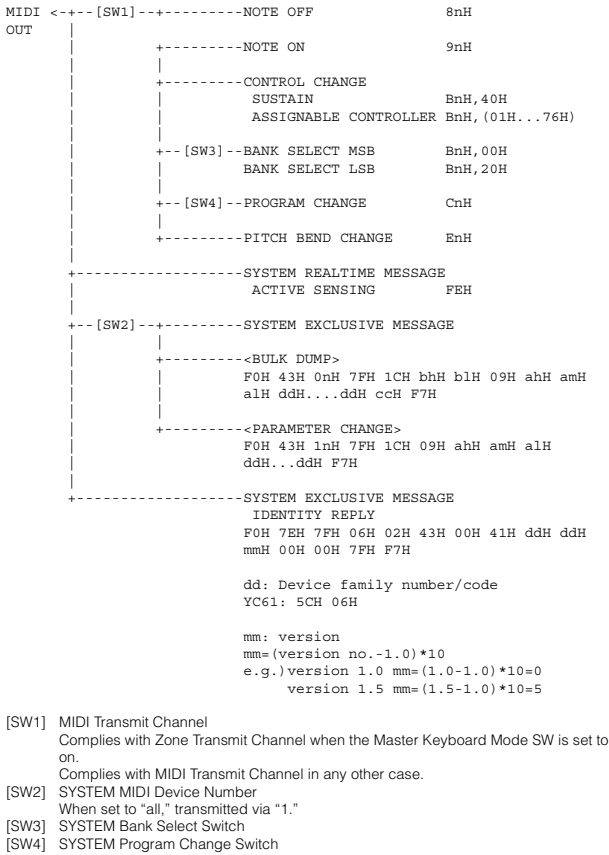 MIDI <-+--[SW1]--+---------NOTE OFF              8nH
OUT    |         |
       |         +---------NOTE ON               9nH
       |         |
       |         +---------CONTROL CHANGE
       |         |          SUSTAIN              BnH,40H
       |         |          ASSIGNABLE CONTROLLER BnH,(01H...76H)
       |         |
       |         +--[SW3]--BANK SELECT MSB       BnH,00H
       |         |         BANK SELECT LSB       BnH,20H
       |         |
       |         +--[SW4]--PROGRAM CHANGE        CnH
       |         |
       |         +---------PITCH BEND CHANGE     EnH
       |
       +-------------------SYSTEM REALTIME MESSAGE
       |                    ACTIVE SENSING       FEH
       |
       +--[SW2]--+---------SYSTEM EXCLUSIVE MESSAGE
       |         |
       |         +---------<BULK DUMP>
       |         |         F0H 43H 0nH 7FH 1CH bhH blH 09H ahH amH
       |         |         alH ddH....ddH ccH F7H
       |         |
       |         +---------<PARAMETER CHANGE>
       |                   F0H 43H 1nH 7FH 1CH 09H ahH amH alH
       |                   ddH...ddH F7H
       |
       +-------------------SYSTEM EXCLUSIVE MESSAGE
                            IDENTITY REPLY
                           F0H 7EH 7FH 06H 02H 43H 00H 41H ddH ddH
                           mmH 00H 00H 7FH F7H

                           dd: Device family number/code
                           YC61: 5CH 06H

                           mm: version
                           mm=(version no.-1.0)*10
                           e.g.)version 1.0 mm=(1.0-1.0)*10=0
                                version 1.5 mm=(1.5-1.0)*10=5

[SW1] MIDI Transmit Channel
Complies with Zone Transmit Channel when the Master Keyboard Mode SW is set to
on.
Complies with MIDI Transmit Channel in any other case.
[SW2] SYSTEM MIDI Device Number
When set to “all,” transmitted via “1.”
[SW3] SYSTEM Bank Select Switch
[SW4] SYSTEM Program Change Switch